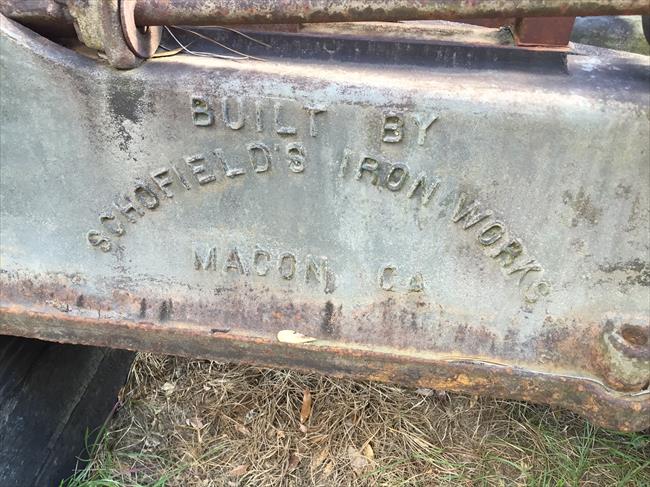 BUILT BY
SCHOFIELD'S IRON WORKS
MACON, GA